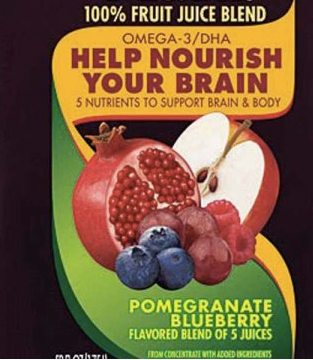 100% FRUIT JUICE BLEND
OMEGA-3/DHA
HELP NOURISH
YOUR BRAIN
5 NUTRIENTS TO SUPPORT BRAIN & BODY
POMEGRANATE
BLUEBERRY
FLAVORED BLEND OF 5 JUICES
FROM CONCENTRATE WITH ADDED INGREDIENTS